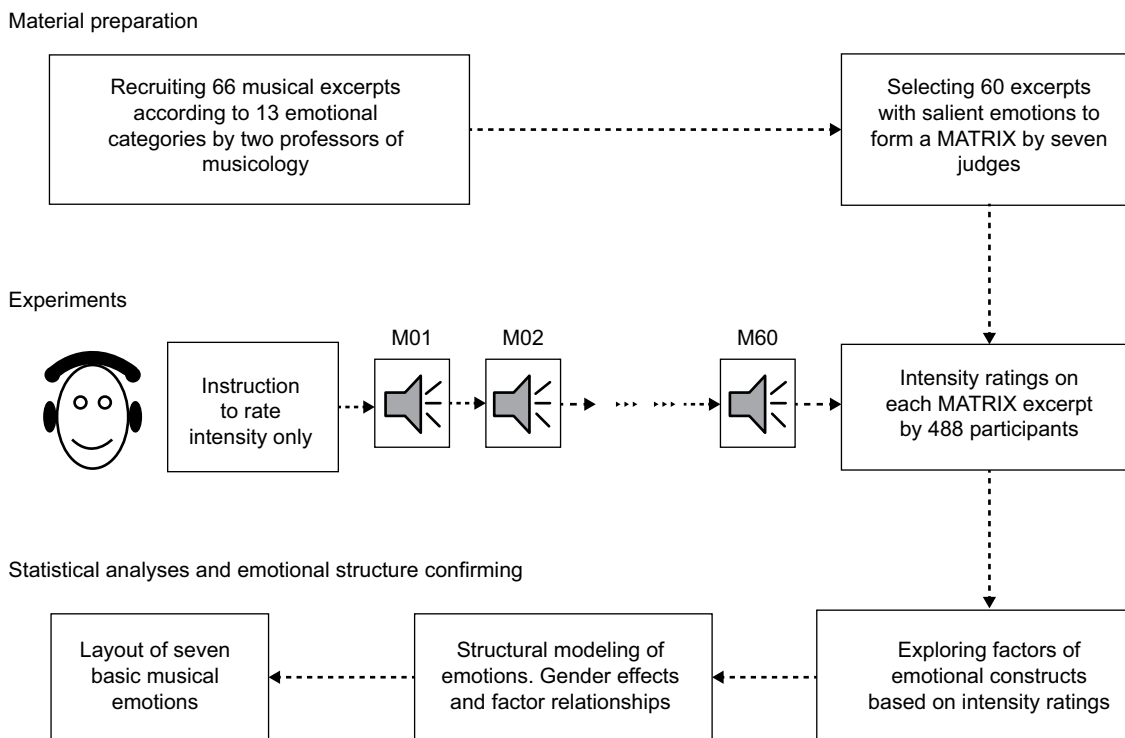 Material preparation
Recruiting 66 musical excerpts
according to 13 emotional
categories by two professors of
musicology
Selecting 60 excerpts
with salient emotions to
form a MATRIX by seven
judges
Experiments
Instruction
to rate
intensity only
M01
M02
M60
Intensity ratings on
each MATRIX excerpt
by 488 participants
Statistical analyses and emotional structure confirming
Layout of seven
basic musical
emotions
Structural modeling of
emotions. Gender effects
and factor relationships
Exploring factors of
emotional constructs
based on intensity ratings